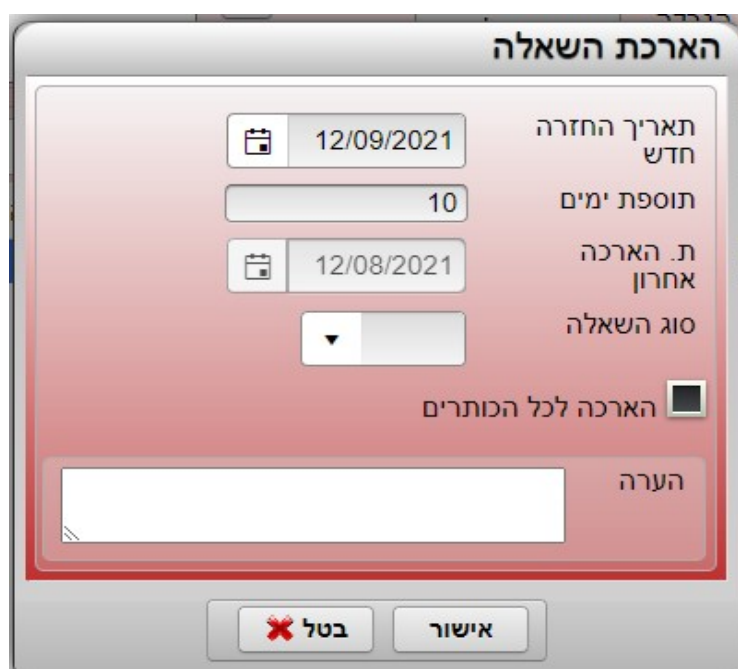 הארכת השאלה
תאריך החזרה
חדש
12/09/2021
תוספת ימים
10
ת. הארכה
אחרון
12/08/2021
סוג השאלה
הארכה לכל הכותרים
הערה
אישור
בטל